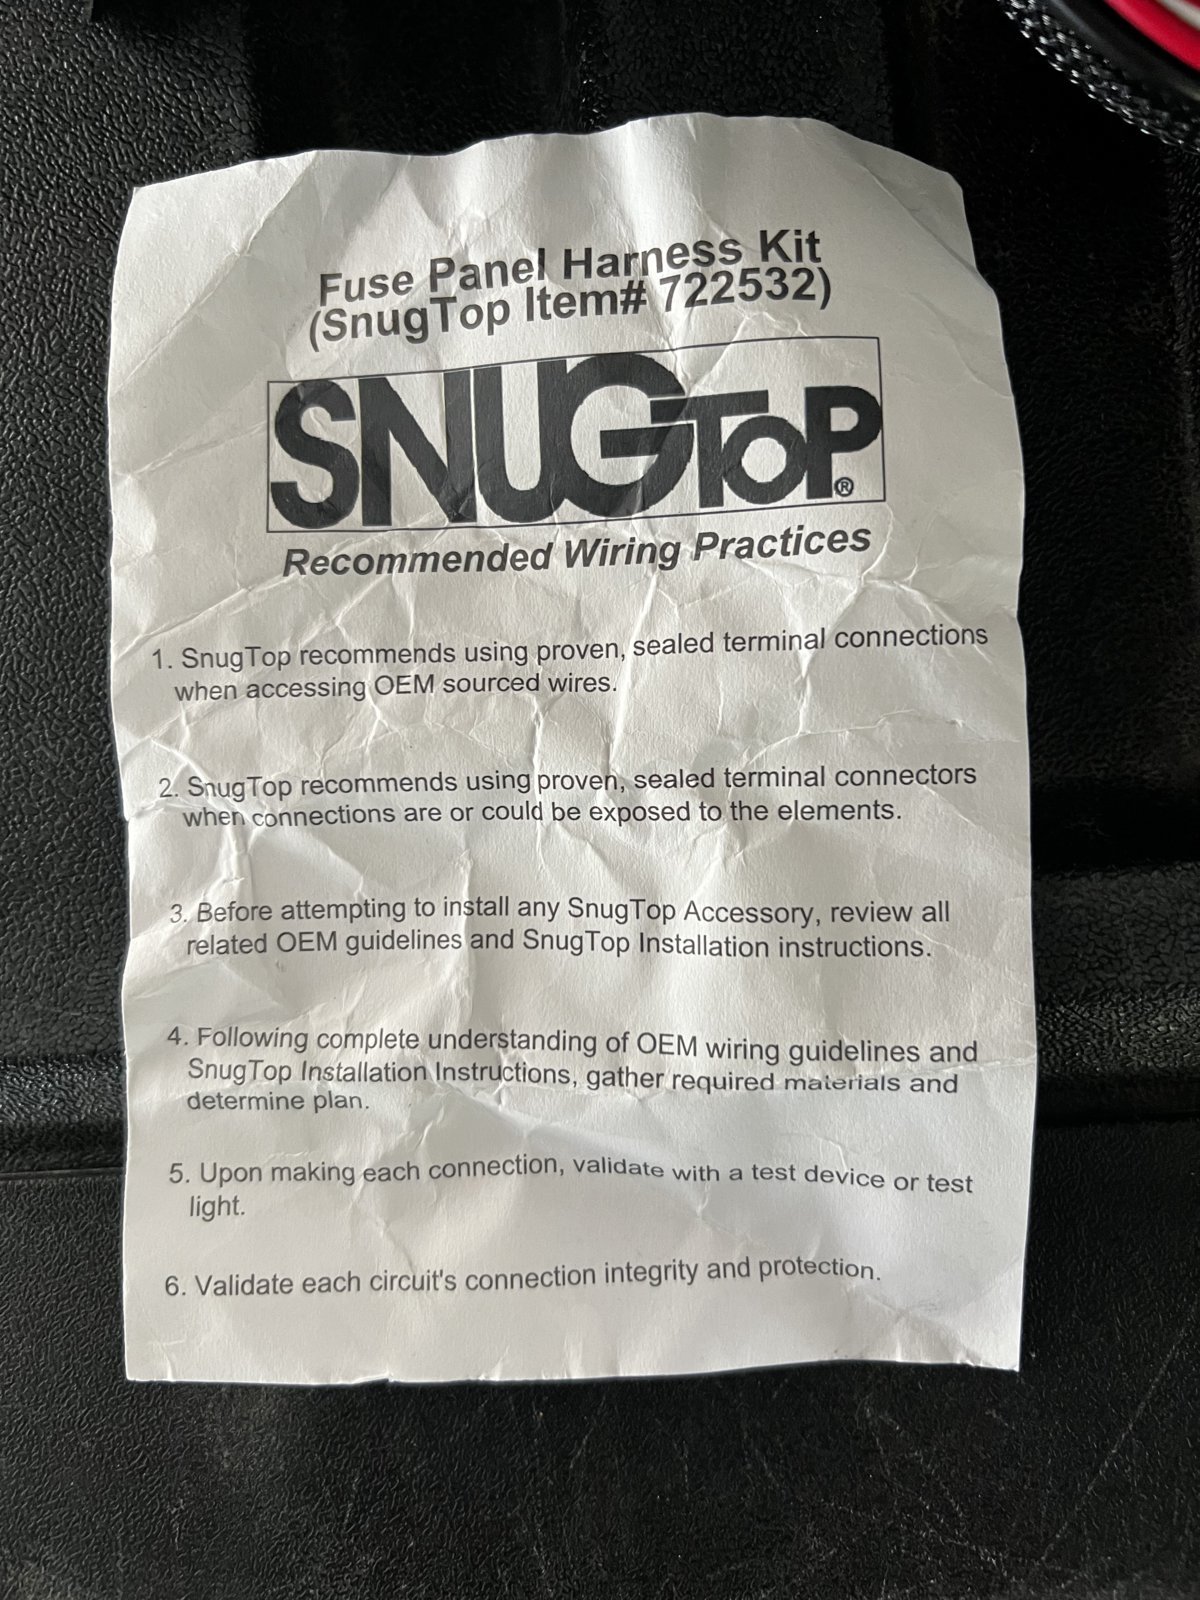 Fuse Panel Harness Kit
(SnugTop Item# 722532)
SNUGTOP®
Recommended Wiring Practices
1. SnugTop recommends using proven, sealed terminal connections
when accessing OEM sourced wires.
2. SnugTop recommends using proven, sealed terminal connectors
when connections are or could be exposed to the elements.
3. Before attempting to install any SnugTop Accessory, review all
related OEM guidelines and SnugTop Installation instructions.
4. Following complete understanding of OEM wiring guidelines and
SnugTop Installation Instructions, gather required materials and
determine plan.
5. Upon making each connection, validate with a test device or test
light.
6. Validate each circuit's connection integrity and protection.